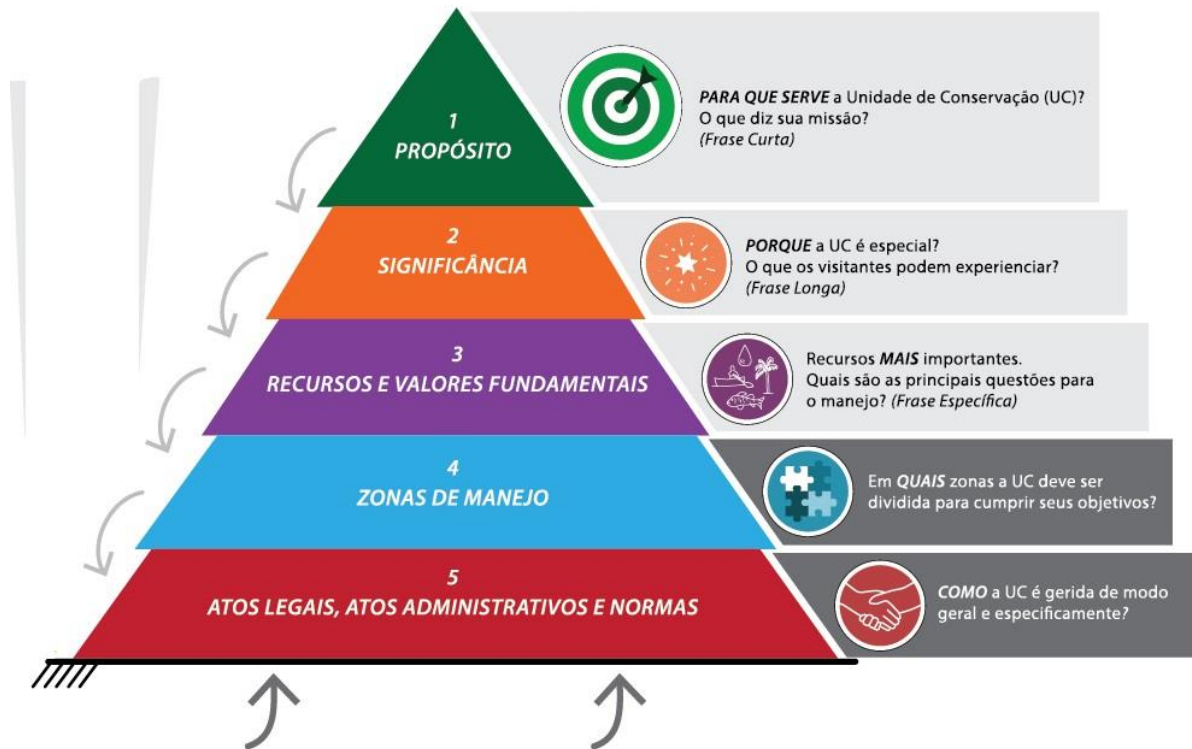 1
PROPÓSITO
PARA QUE SERVE a Unidade de Conservação (UC)?
O que diz sua missão?
(Frase Curta)
2
SIGNIFICÂNCIA
PORQUE a UC é especial?
O que os visitantes podem experienciar?
(Frase Longa)
3
RECURSOS E VALORES FUNDAMENTAIS
Recursos MAIS importantes.
Quais são as principais questões para
o manejo? (Frase Específica)
4
ZONAS DE MANEJO
Em QUAIS zonas a UC deve ser
dividida para cumprir seus objetivos?
5
ATOS LEGAIS, ATOS ADMINISTRATIVOS E NORMAS
COMO a UC é gerida de modo
geral e especificamente?